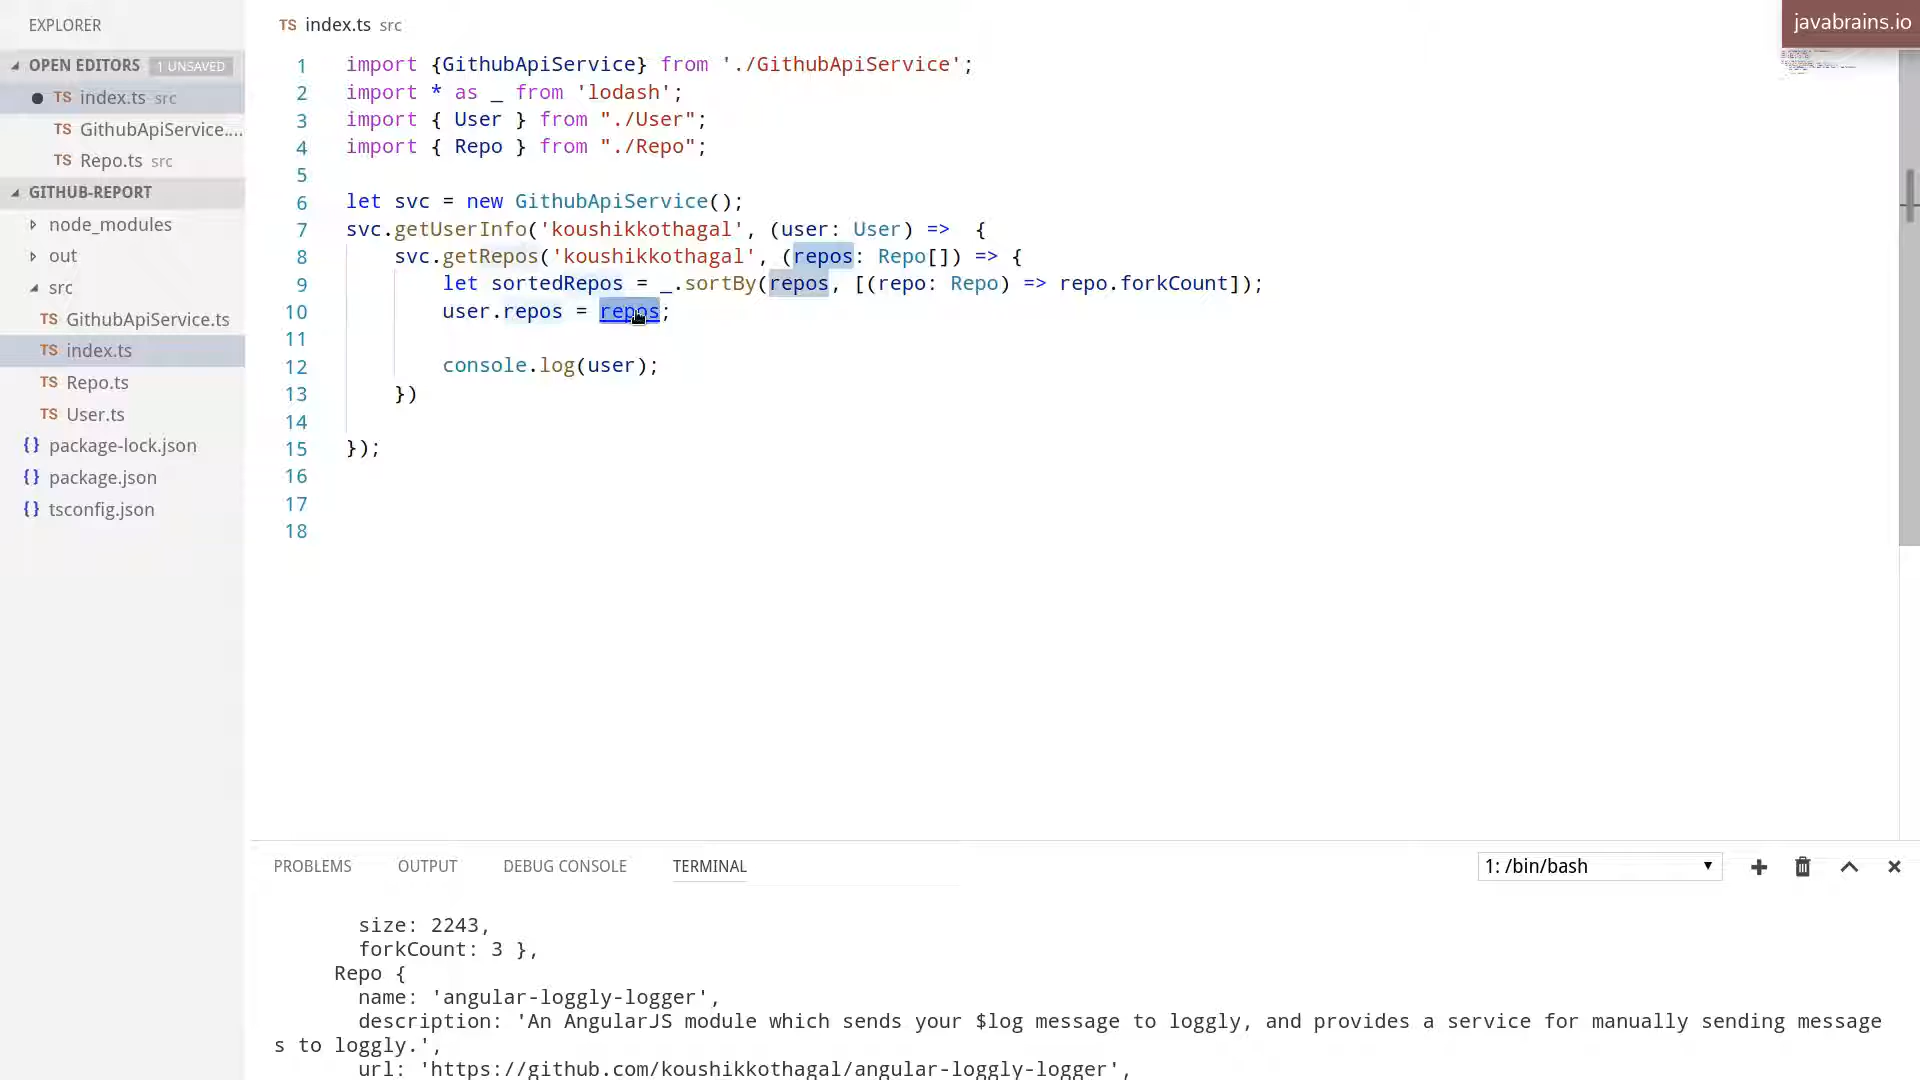 EXPLORER
OPEN EDITORS 1 UNSAVED
TS index.ts src
TS GithubApiService....
TS Repo.ts src
GITHUB-REPORT
node_modules
out
src
TS GithubApiService.ts
TS index.ts
TS Repo.ts
TS User.ts
{} package-lock.json
{} package.json
{} tsconfig.json
TS index.ts src
javabrains.io
1 import {GithubApiService} from './GithubApiService';
2 import * as _ from 'lodash';
3 import { User } from "./User";
4 import { Repo } from "./Repo";
5
6 let svc = new GithubApiService();
7 svc.getUserInfo('koushikkothagal', (user: User) =>  {
8     svc.getRepos('koushikkothagal', (repos: Repo[]) => {
9         let sortedRepos = _.sortBy(repos, [(repo: Repo) => repo.forkCount]);
10         user.repos = repos;
11
12         console.log(user);
13     })
14
15 });
16
17
18
PROBLEMS OUTPUT DEBUG CONSOLE TERMINAL 1: /bin/bash
size: 2243,
forkCount: 3 },
Repo {
name: 'angular-loggly-logger',
description: 'An AngularJS module which sends your $log message to loggly, and provides a service for manually sending message
s to loggly.',
url: 'https://github.com/koushikkothagal/angular-loggly-logger',